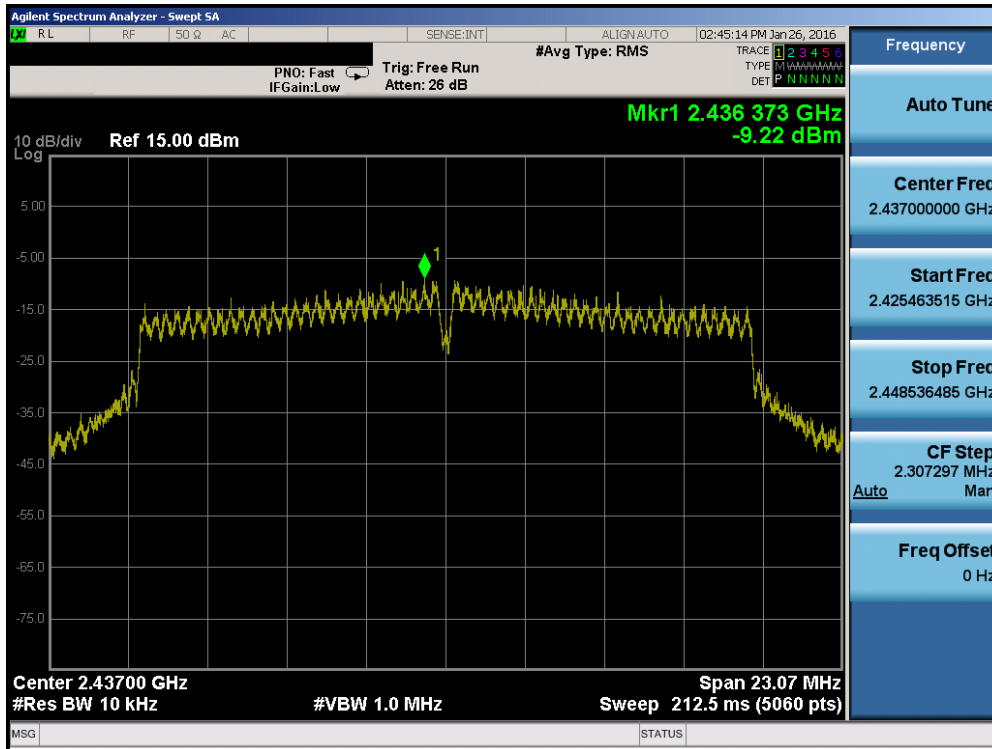 Agilent Spectrum Analyzer - Swept SA
LXI RL RF 50 Ω AC SENSE:INT ALIGN AUTO 02:45:14 PM Jan 26, 2016
PNO: Fast Trig: Free Run #Avg Type: RMS TRACE 1 2 3 4 5 6
IFGain:Low Atten: 26 dB TYPE M WWWWW
DET P N N N N N
Mkr1 2.436 373 GHz
-9.22 dBm
10 dB/div Ref 15.00 dBm
Log
5.00
-5.00
1
-15.0
-25.0
-35.0
-45.0
-55.0
-65.0
-75.0
Center 2.43700 GHz Span 23.07 MHz
#Res BW 10 kHz #VBW 1.0 MHz Sweep 212.5 ms (5060 pts)
MSG STATUS
Frequency
Auto Tune
Center Freq
2.437000000 GHz
Start Freq
2.425463515 GHz
Stop Freq
2.448536485 GHz
CF Step
2.307297 MHz
Auto Man
Freq Offset
0 Hz